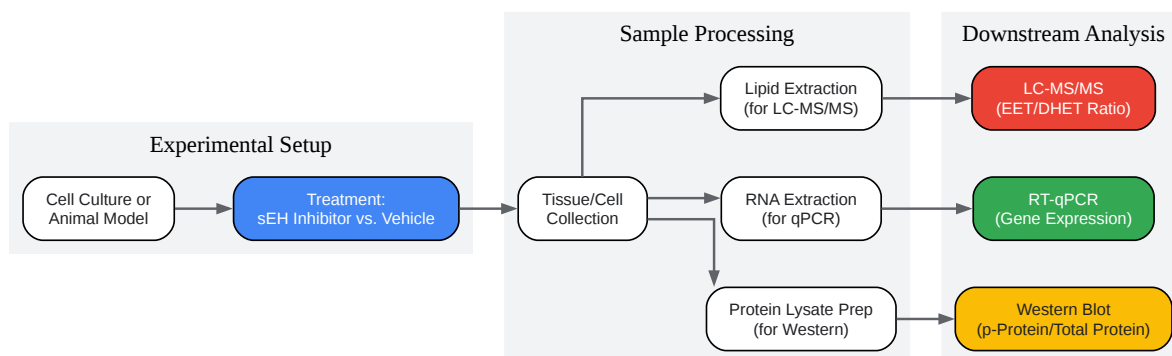 Experimental Setup
Cell Culture or
Animal Model
Treatment:
sEH Inhibitor vs. Vehicle
Sample Processing
Tissue/Cell
Collection
Lipid Extraction
(for LC-MS/MS)
RNA Extraction
(for qPCR)
Protein Lysate Prep
(for Western)
Downstream Analysis
LC-MS/MS
(EET/DHET Ratio)
RT-qPCR
(Gene Expression)
Western Blot
(p-Protein/Total Protein)